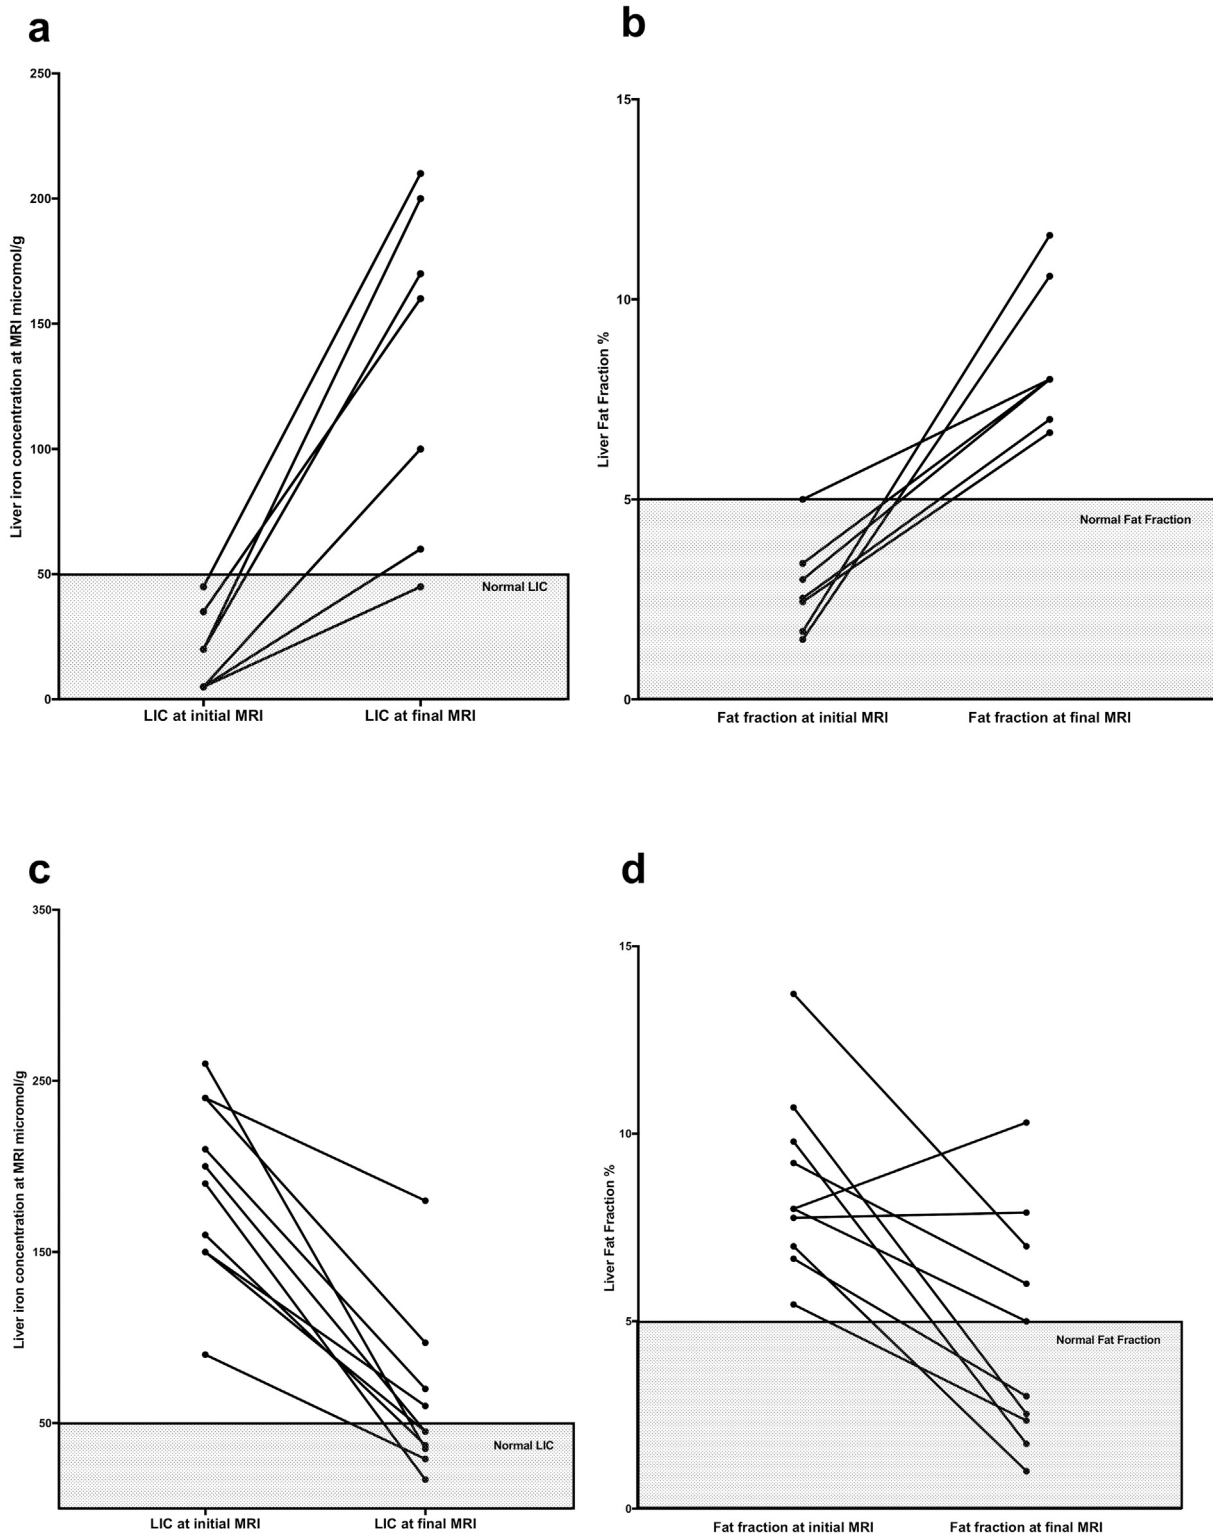 a
250
200
150
100
50
0
Liver iron concentration at MRI micromol/g
Normal LIC
LIC at initial MRI
LIC at final MRI
b
15
10
5
0
Liver Fat Fraction %
Normal Fat Fraction
Fat fraction at initial MRI
Fat fraction at final MRI
c
350
250
150
50
Liver iron concentration at MRI micromol/g
Normal LIC
LIC at initial MRI
LIC at final MRI
d
15
10
5
0
Liver Fat Fraction %
Normal Fat Fraction
Fat fraction at initial MRI
Fat fraction at final MRI